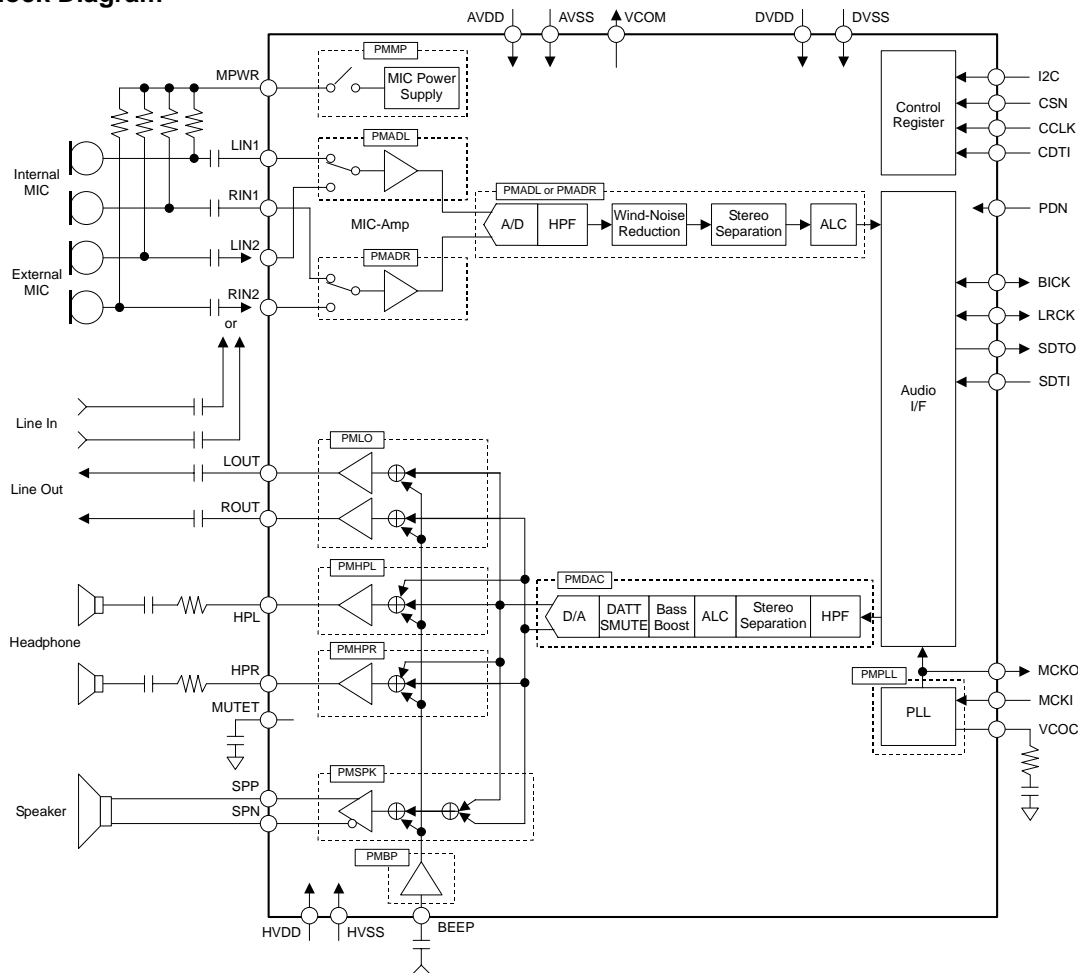 AVDD
AVSS
VCOM
DVDD
DVSS
PMMP
MPWR
MIC Power
Supply
Control
Register
I2C
CSN
CCLK
CDTI
PMADL
LIN1
Internal
MIC
RIN1
MIC-Amp
PMADL or PMADR
A/D
HPF
Wind-Noise
Reduction
Stereo
Separation
ALC
PDN
LIN2
External
MIC
PMADR
RIN2
or
BICK
LRCK
SDTO
SDTI
Audio
I/F
Line In
PMLO
LOUT
Line Out
ROUT
PMHPL
HPL
Headphone
PMDAC
D/A
DATT
SMUTE
Bass
Boost
ALC
Stereo
Separation
HPF
PMHPR
HPR
MUTET
PMPLL
PLL
MCKO
MCKI
VCOC
PMSPK
Speaker
SPP
SPN
PMBP
HVDD
HVSS
BEEP